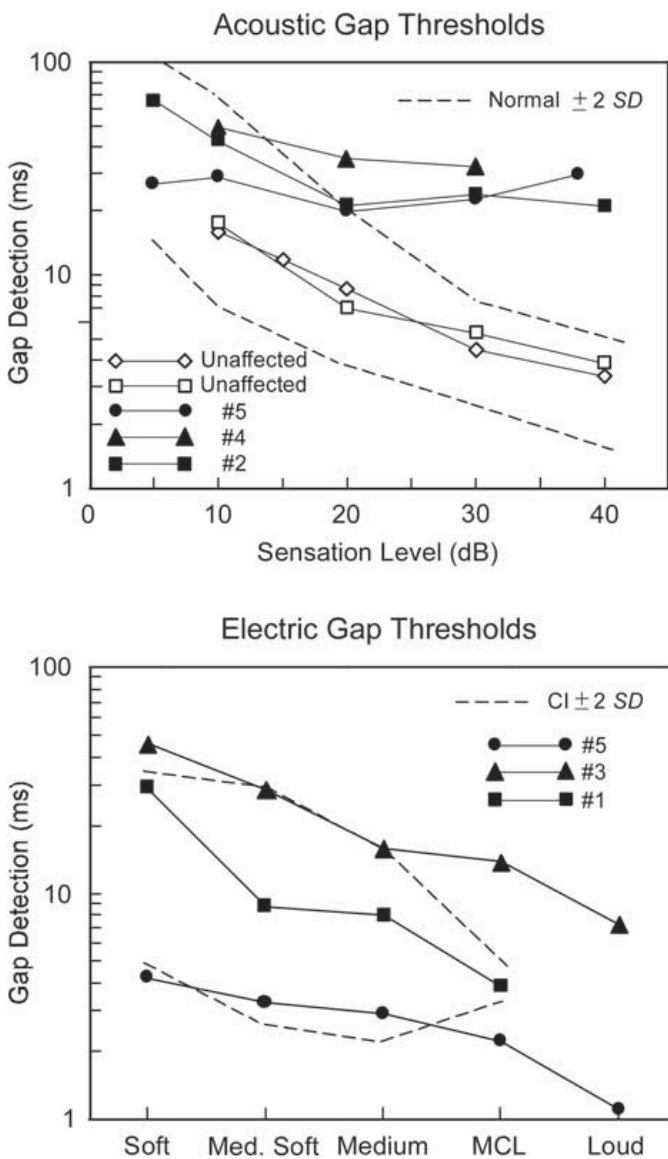 Acoustic Gap Thresholds
100
Normal ± 2 SD
Gap Detection (ms)
10
Unaffected
Unaffected
#5
#4
#2
1
0 10 20 30 40
Sensation Level (dB)
Electric Gap Thresholds
100
CI ± 2 SD
#5
#3
#1
Gap Detection (ms)
10
1
Soft Med. Soft Medium MCL Loud